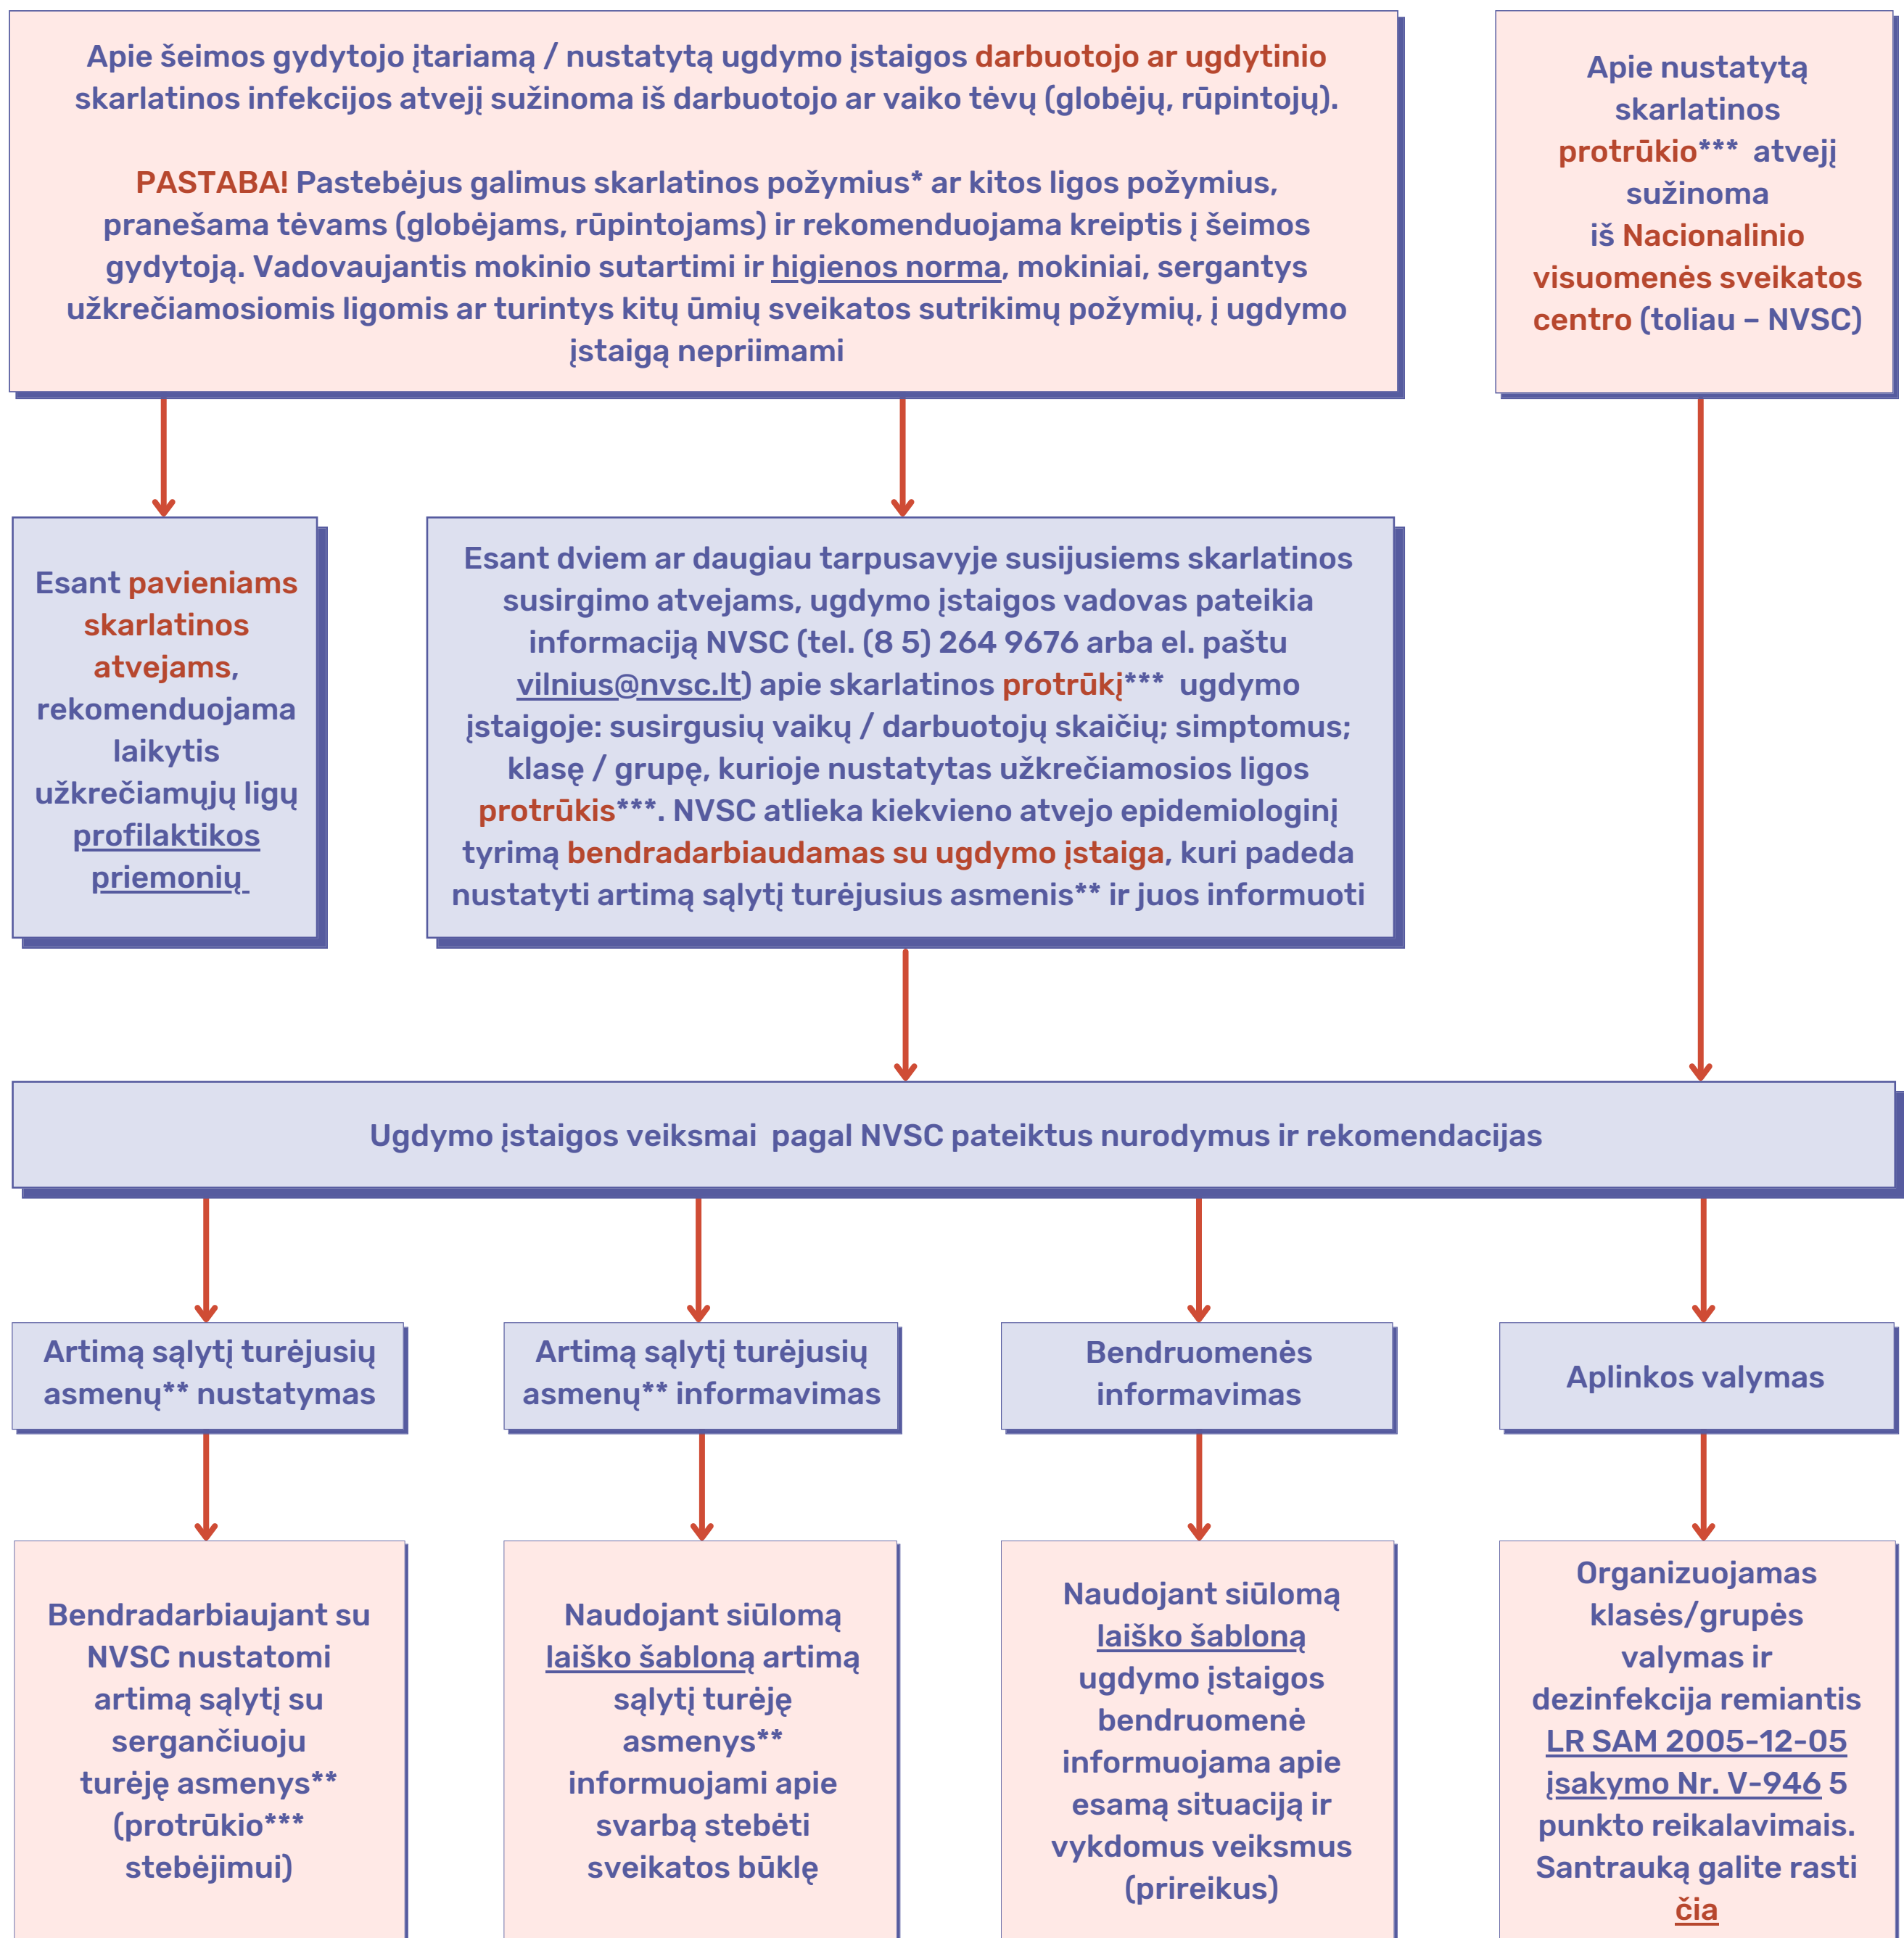 Apie šeimos gydytojo įtariamą / nustatytą ugdymo įstaigos darbuotojo ar ugdytinio
skarlatinos infekcijos atvejį sužinoma iš darbuotojo ar vaiko tėvų (globėjų, rūpintojų).
PASTABA! Pastebėjus galimus skarlatinos požymius* ar kitos ligos požymius,
pranešama tėvams (globėjams, rūpintojams) ir rekomenduojama kreiptis į šeimos
gydytoją. Vadovaujantis mokinio sutartimi ir higienos norma, mokiniai, sergantys
užkrečiamosiomis ligomis ar turintys kitų ūmių sveikatos sutrikimų požymių, į ugdymo
įstaigą nepriimami
Apie nustatytą
skarlatinos
protrūkio*** atvejį
sužinoma
iš Nacionalinio
visuomenės sveikatos
centro (toliau – NVSC)
Esant pavieniams
skarlatinos
atvejams,
rekomenduojama
laikytis
užkrečiamųjų ligų
profilaktikos
priemonių
Esant dviem ar daugiau tarpusavyje susijusiems skarlatinos
susirgimo atvejams, ugdymo įstaigos vadovas pateikia
informaciją NVSC (tel. (8 5) 264 9676 arba el. paštu
vilnius@nvsc.lt) apie skarlatinos protrūkį*** ugdymo
įstaigoje: susirgusių vaikų / darbuotojų skaičių; simptomus;
klasę / grupę, kurioje nustatytas užkrečiamosios ligos
protrūkis***. NVSC atlieka kiekvieno atvejo epidemiologinį
tyrimą bendradarbiaudamas su ugdymo įstaiga, kuri padeda
nustatyti artimą sąlytį turėjusius asmenis** ir juos informuoti
Ugdymo įstaigos veiksmai pagal NVSC pateiktus nurodymus ir rekomendacijas
Artimą sąlytį turėjusių
asmenų** nustatymas
Artimą sąlytį turėjusių
asmenų** informavimas
Bendruomenės
informavimas
Aplinkos valymas
Bendradarbiaujant su
NVSC nustatomi
artimą sąlytį su
sergančiuoju
turėję asmenys**
(protrūkio***
stebėjimui)
Naudojant siūlomą
laiško šabloną artimą
sąlytį turėję
asmenys**
informuojami apie
svarbą stebėti
sveikatos būklę
Naudojant siūlomą
laiško šabloną
ugdymo įstaigos
bendruomenė
informuojama apie
esamą situaciją ir
vykdomus veiksmus
(prireikus)
Organizuojamas
klasės/grupės
valymas ir
dezinfekcija remiantis
LR SAM 2005-12-05
įsakymo Nr. V-946 5
punkto reikalavimais.
Santrauką galite rasti
čia